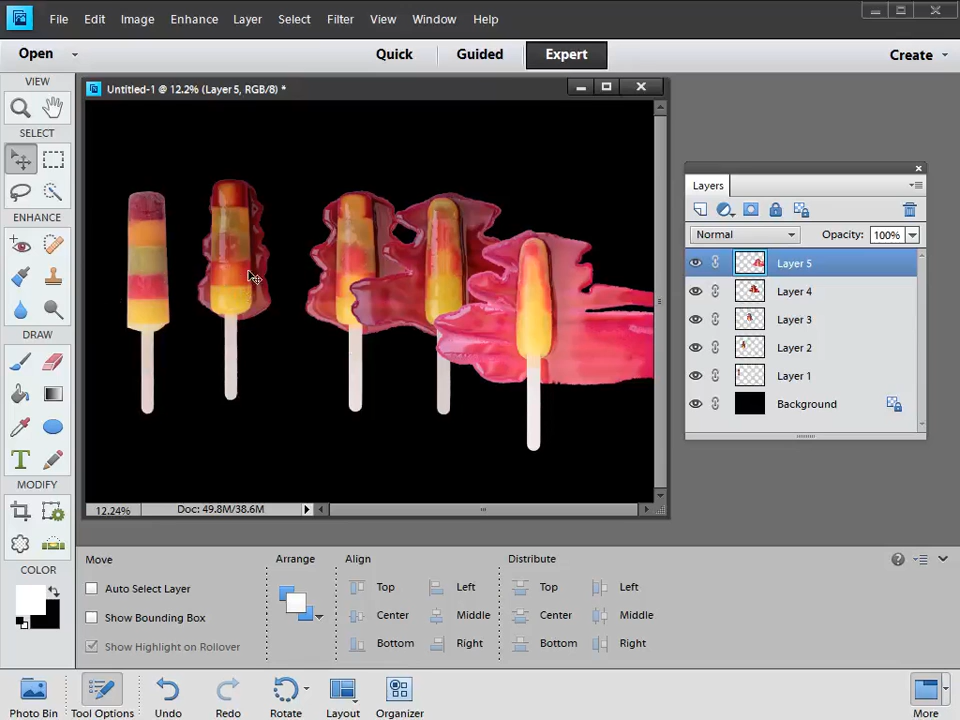 File Edit Image Enhance Layer Select Filter View Window Help
Open Quick Guided Expert Create
VIEW
Untitled-1 @ 12.2% (Layer 5, RGB/8) *
SELECT
Layers
ENHANCE
Normal Opacity: 100%
Layer 5
Layer 4
Layer 3
DRAW
Layer 2
Layer 1
Background
T
MODIFY
12.24% Doc: 49.8M/38.6M
COLOR
Move Arrange Align Distribute
Auto Select Layer Top Left Top Left
Show Bounding Box Center Middle Center Middle
Show Highlight on Rollover Bottom Right Bottom Right
Photo Bin Tool Options Undo Redo Rotate Layout Organizer More